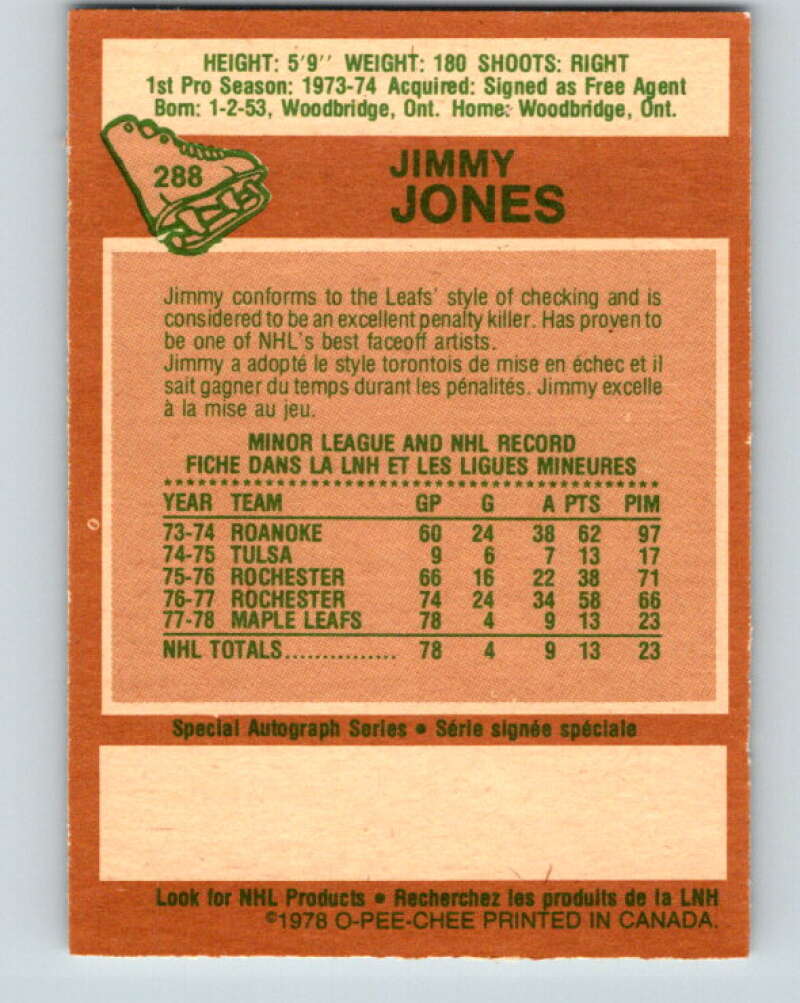 HEIGHT: 5'9'' WEIGHT: 180 SHOOTS: RIGHT
1st Pro Season: 1973-74 Acquired: Signed as Free Agent
Born: 1-2-53, Woodbridge, Ont. Home: Woodbridge, Ont.
288
JIMMY
JONES
Jimmy conforms to the Leafs' style of checking and is
considered to be an excellent penalty killer. Has proven to
be one of NHL's best faceoff artists.
Jimmy a adopté le style torontois de mise en échec et il
sait gagner du temps durant les pénalités. Jimmy excelle
à la mise au jeu.
MINOR LEAGUE AND NHL RECORD
FICHE DANS LA LNH ET LES LIGUES MINEURES
YEAR TEAM GP G A PTS PIM
73-74 ROANOKE 60 24 38 62 97
74-75 TULSA 9 6 7 13 17
75-76 ROCHESTER 66 16 22 38 71
76-77 ROCHESTER 74 24 34 58 66
77-78 MAPLE LEAFS 78 4 9 13 23
NHL TOTALS............... 78 4 9 13 23
Special Autograph Series • Série signée spéciale
Look for NHL Products • Recherchez les produits de la LNH
©1978 O-PEE-CHEE PRINTED IN CANADA.